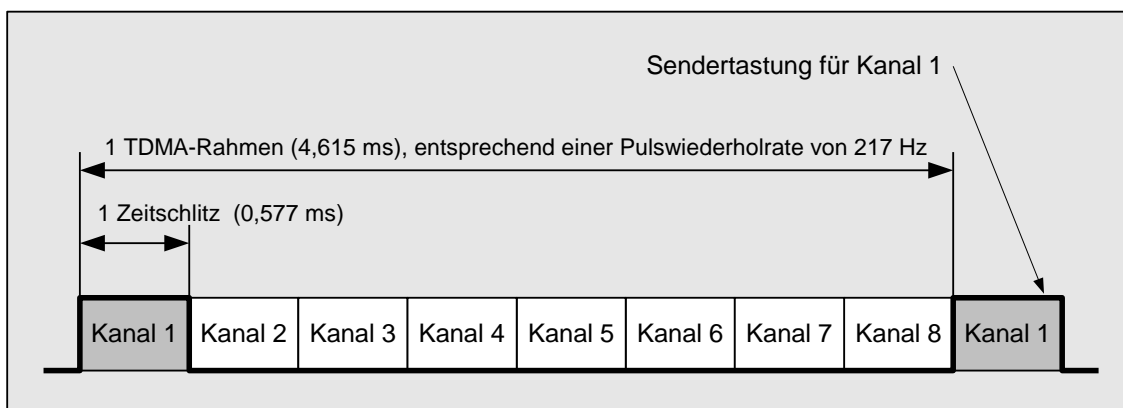 Sendertastung für Kanal 1
1 TDMA-Rahmen (4,615 ms), entsprechend einer Pulswiederholrate von 217 Hz
1 Zeitschlitz (0,577 ms)
Kanal 1 Kanal 2 Kanal 3 Kanal 4 Kanal 5 Kanal 6 Kanal 7 Kanal 8 Kanal 1